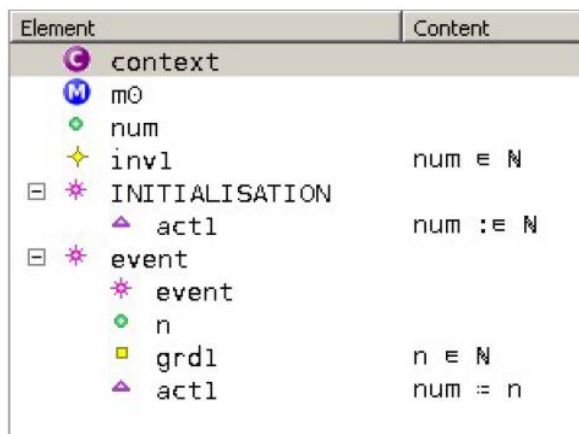 Element Content
context
m0
num
inv1 num ∈ ℕ
INITIALISATION
act1 num :∈ ℕ
event
event
n
grd1 n ∈ ℕ
act1 num ≔ n